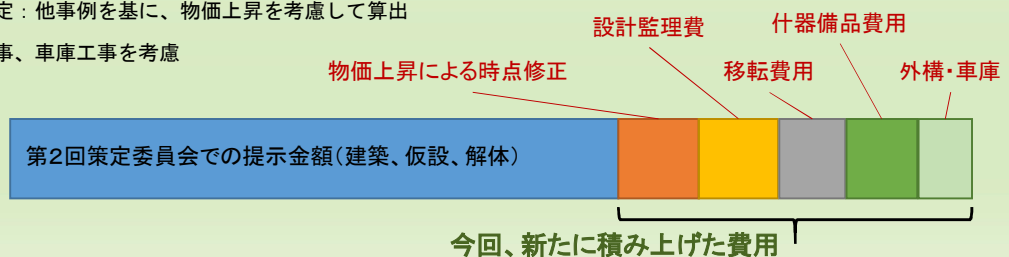 定：他事例を基に、物価上昇を考慮して算出
事、車庫工事を考慮
設計監理費
什器備品費用
物価上昇による時点修正
移転費用
外構・車庫
第2回策定委員会での提示金額(建築、仮設、解体)
今回、新たに積み上げた費用